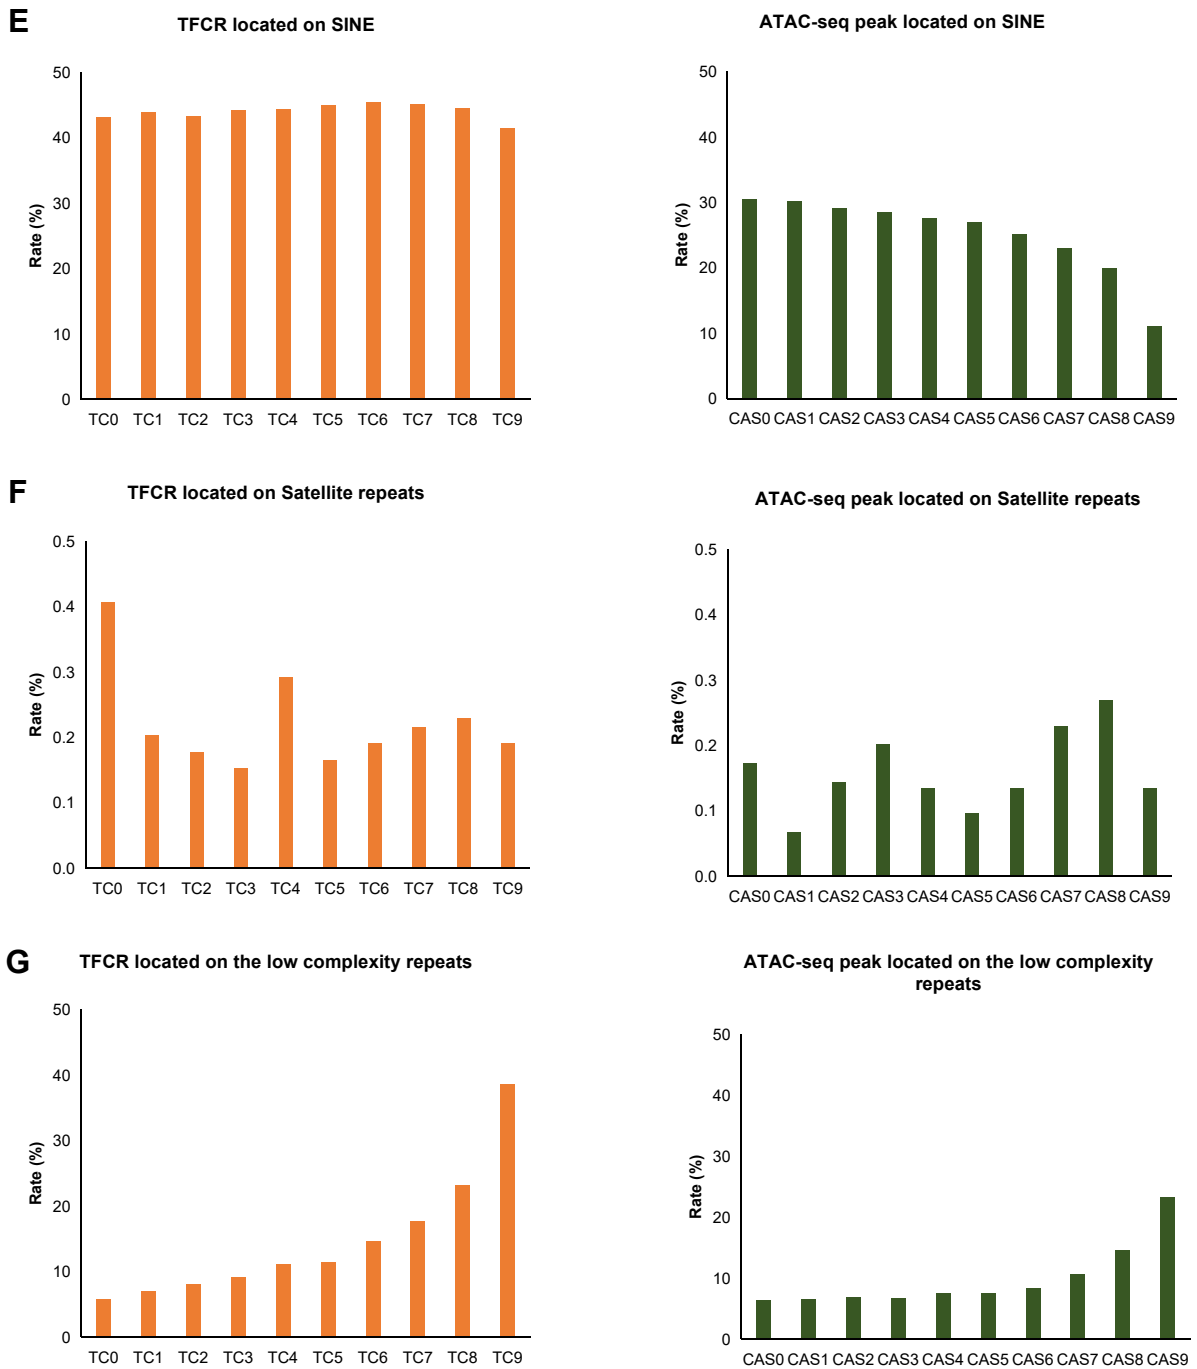 E
TFCR located on SINE
Rate (%)
50
40
30
20
10
0
TC0 TC1 TC2 TC3 TC4 TC5 TC6 TC7 TC8 TC9
ATAC-seq peak located on SINE
Rate (%)
50
40
30
20
10
0
CAS0 CAS1 CAS2 CAS3 CAS4 CAS5 CAS6 CAS7 CAS8 CAS9
F
TFCR located on Satellite repeats
Rate (%)
0.5
0.4
0.3
0.2
0.1
0.0
TC0 TC1 TC2 TC3 TC4 TC5 TC6 TC7 TC8 TC9
ATAC-seq peak located on Satellite repeats
Rate (%)
0.5
0.4
0.3
0.2
0.1
0.0
CAS0 CAS1 CAS2 CAS3 CAS4 CAS5 CAS6 CAS7 CAS8 CAS9
G
TFCR located on the low complexity repeats
Rate (%)
50
40
30
20
10
0
TC0 TC1 TC2 TC3 TC4 TC5 TC6 TC7 TC8 TC9
ATAC-seq peak located on the low complexity
repeats
Rate (%)
50
40
30
20
10
0
CAS0 CAS1 CAS2 CAS3 CAS4 CAS5 CAS6 CAS7 CAS8 CAS9